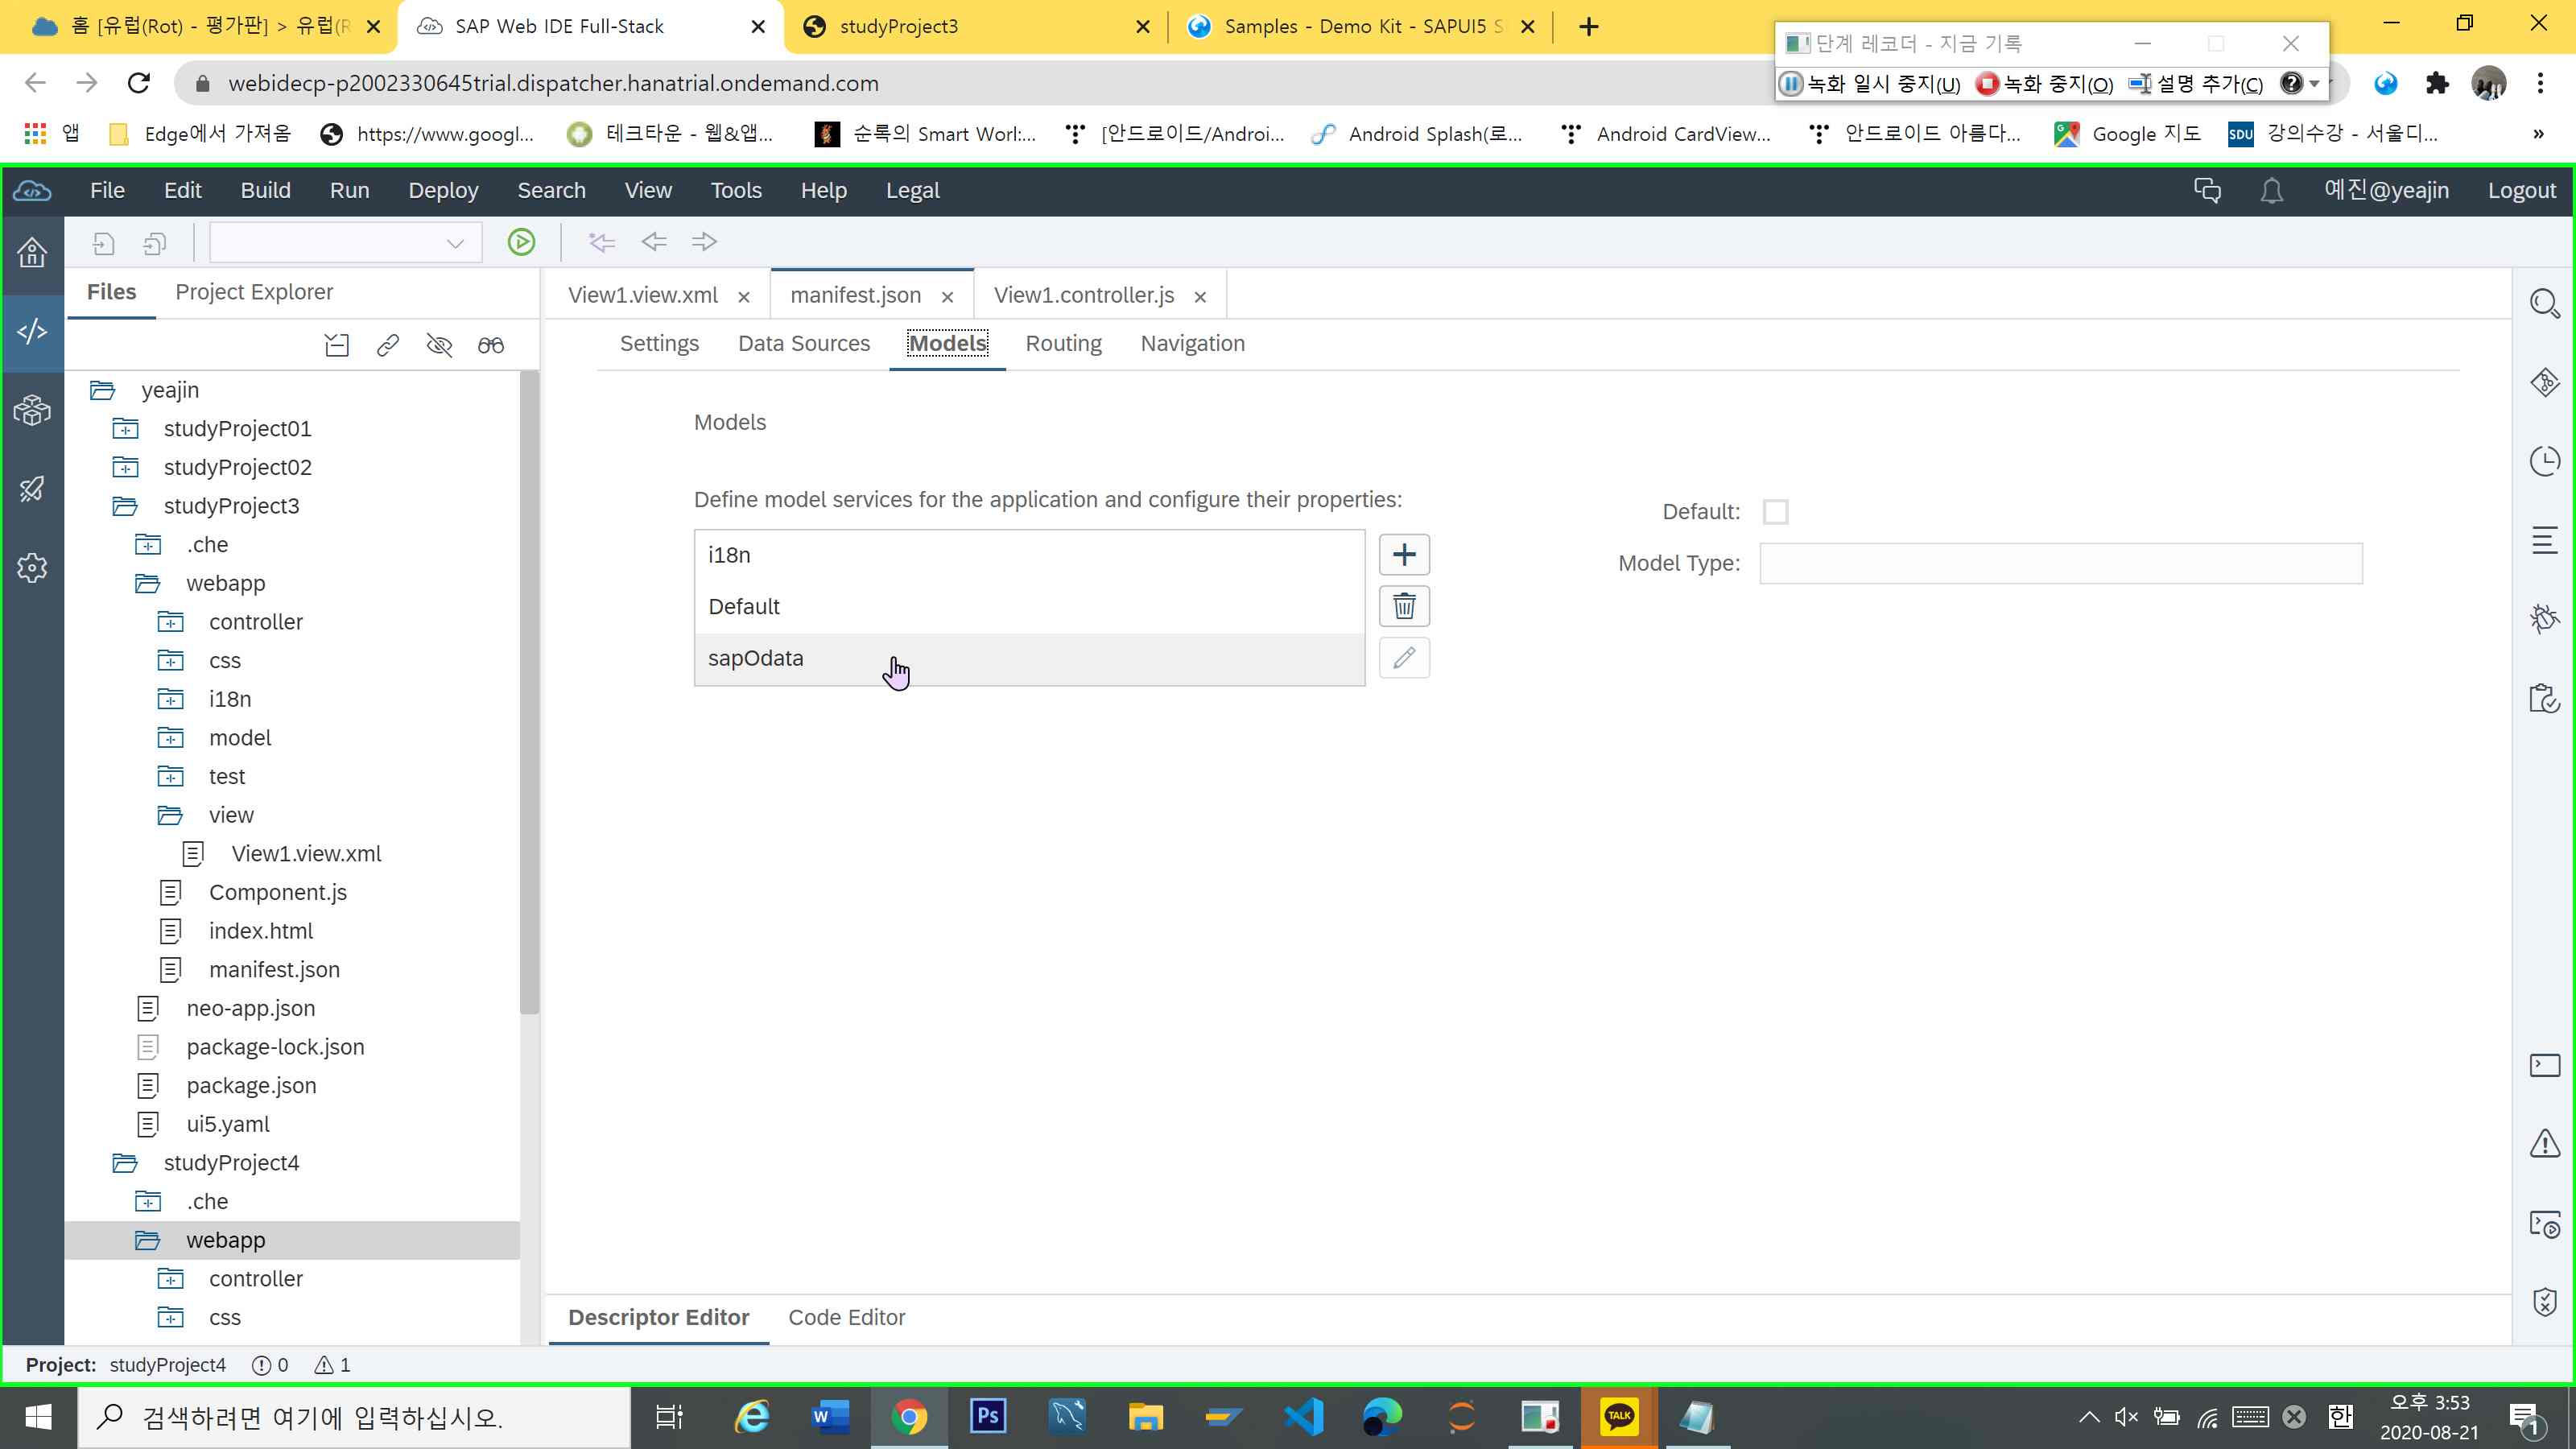 홈 [유럽(Rot) - 평가판] > 유럽(R
SAP Web IDE Full-Stack
studyProject3
Samples - Demo Kit - SAPUI5 S
단계 레코더 - 지금 기록
webidecp-p2002330645trial.dispatcher.hanatrial.ondemand.com
녹화 일시 중지(U) 녹화 중지(O) 설명 추가(C)
앱 Edge에서 가져옴 https://www.googl... 테크타운 - 웹&앱... 순록의 Smart Worl:... [안드로이드/Androi... Android Splash(로... Android CardView... 안드로이드 아름다... Google 지도 SDU 강의수강 - 서울디... »
File Edit Build Run Deploy Search View Tools Help Legal 예진@yeajin Logout
Files Project Explorer
View1.view.xml manifest.json View1.controller.js
Settings Data Sources Models Routing Navigation
yeajin
studyProject01
studyProject02
studyProject3
.che
webapp
controller
css
i18n
model
test
view
View1.view.xml
Component.js
index.html
manifest.json
neo-app.json
package-lock.json
package.json
ui5.yaml
studyProject4
.che
webapp
controller
css
Models
Define model services for the application and configure their properties:
i18n
Default
sapOdata
Default:
Model Type:
Descriptor Editor Code Editor
Project: studyProject4 0 1
검색하려면 여기에 입력하십시오.
W
Ps
TALK
한
오후 3:53
2020-08-21
1